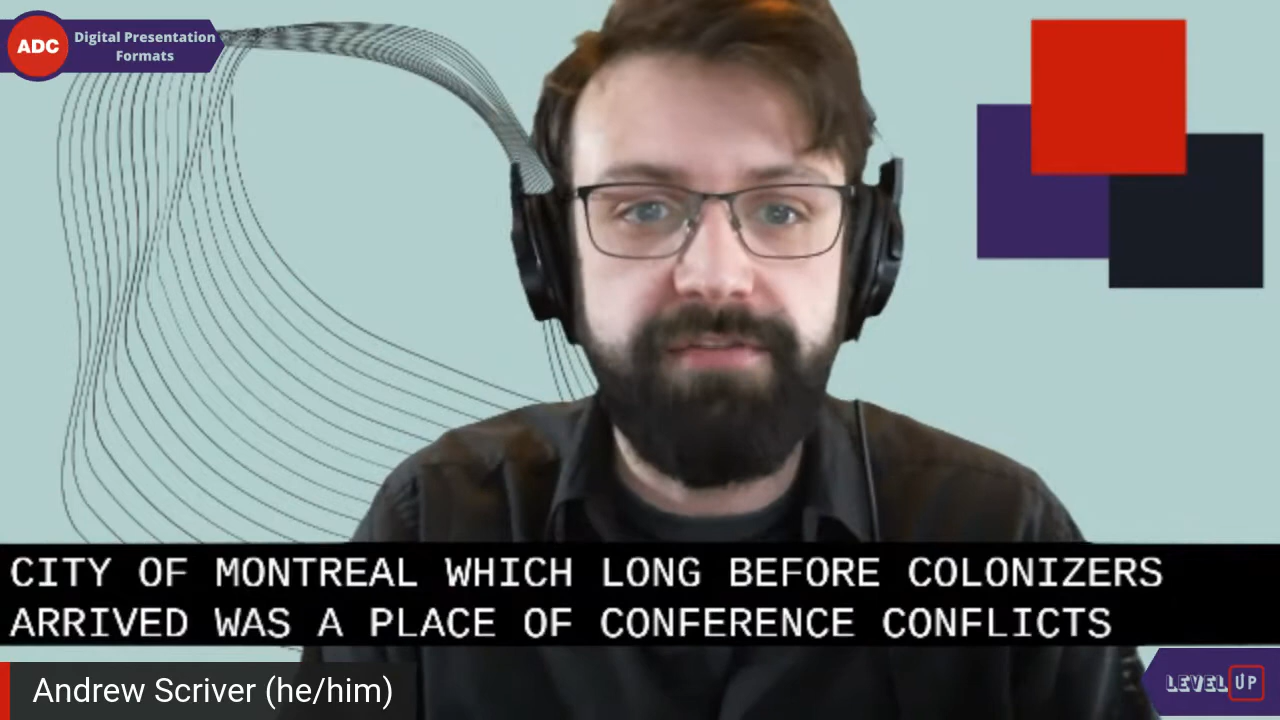 ADC
Digital Presentation
Formats
CITY OF MONTREAL WHICH LONG BEFORE COLONIZERS
ARRIVED WAS A PLACE OF CONFERENCE CONFLICTS
Andrew Scriver (he/him)
LEVEL UP